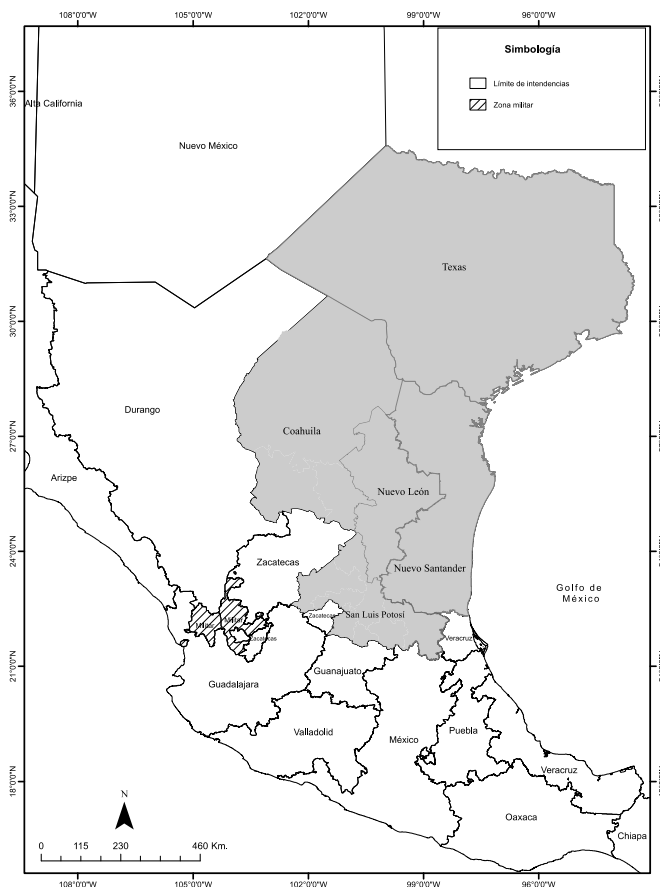 108°0'0"W 105°0'0"W 102°0'0"W 99°0'0"W 96°0'0"W
Simbología
Límite de intendencias
Zona militar
36°0'0"N
Alta California
Nuevo México
33°0'0"N
Texas
30°0'0"N
Durango
Coahuila
27°0'0"N
Arizpe
Nuevo León
24°0'0"N
Zacatecas
Nuevo Santander
Golfo de
México
Zacatecas
San Luis Potosí
Militar
Militar
Zacatecas
Veracruz
21°0'0"N
Guanajuato
Guadalajara
Valladolid
México
Puebla
18°0'0"N
Veracruz
Oaxaca
Chiapa
N
0 115 230 460 Km.
108°0'0"W 105°0'0"W 102°0'0"W 99°0'0"W 96°0'0"W